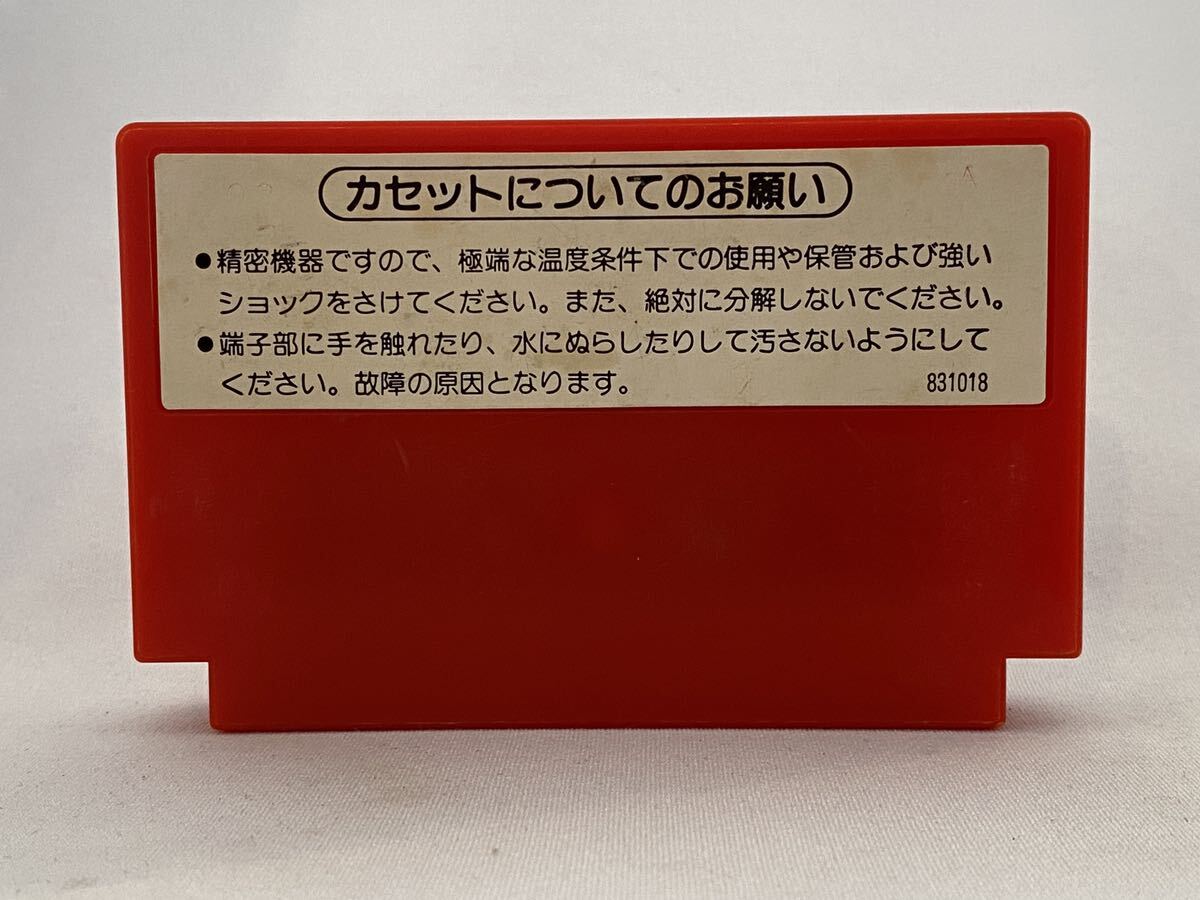 カセットについてのお願い
●精密機器ですので、極端な温度条件下での使用や保管および強い
ショックをさけてください。また、絶対に分解しないでください。
●端子部に手を触れたり、水にぬらしたりして汚さないようにして
ください。故障の原因となります。 831018